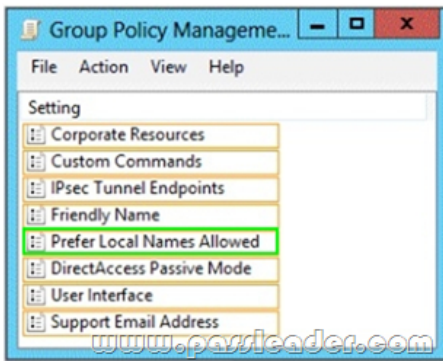 Group Policy Manageme...
File Action View Help
Setting
Corporate Resources
Custom Commands
IPsec Tunnel Endpoints
Friendly Name
Prefer Local Names Allowed
DirectAccess Passive Mode
User Interface
Support Email Address
www.passleader.com